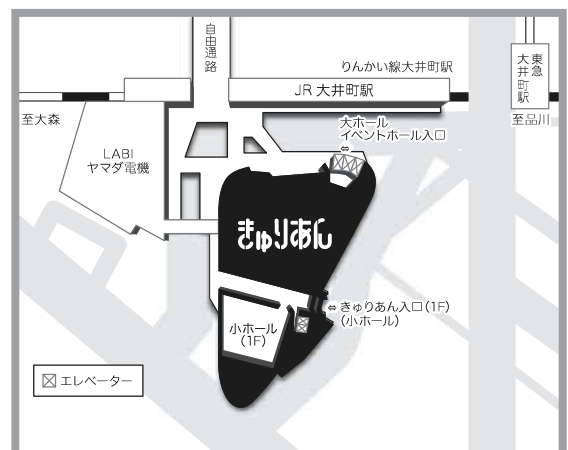 自由通路
りんかい線大井町駅
JR 大井町駅
東急
大井町駅
至大森
至品川
大ホール
イベントホール入口
LABI
ヤマダ電機
きゅりあん
きゅりあん入口(1F)
(小ホール)
小ホール
(1F)
エレベーター